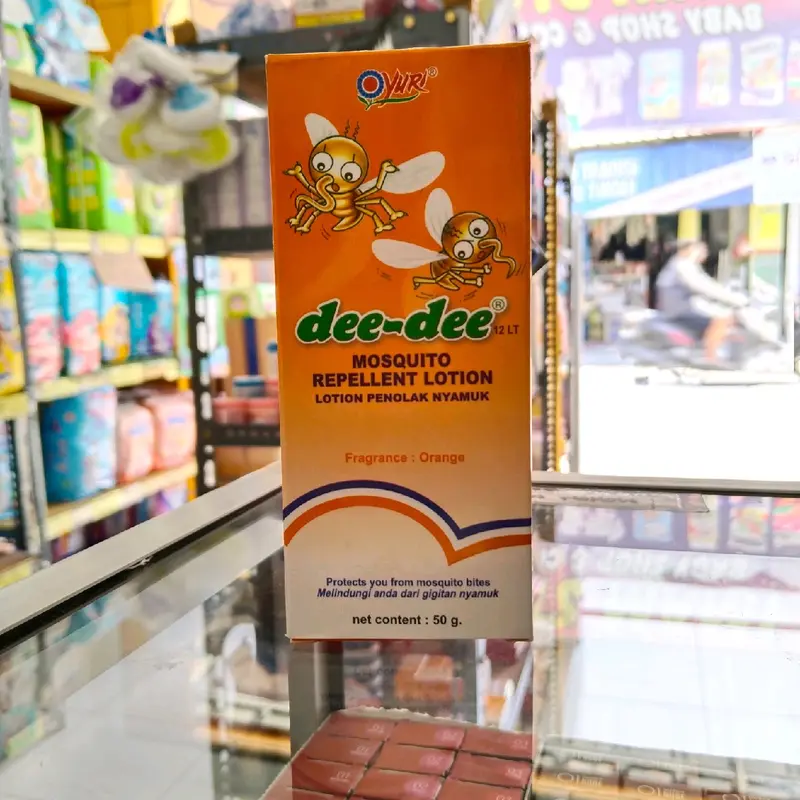 YURI®
dee-dee®
12 LT
MOSQUITO
REPELLENT LOTION
LOTION PENOLAK NYAMUK
Fragrance : Orange
Protects you from mosquito bites
Melindungi anda dari gigitan nyamuk
net content : 50 g.
BABY SHOP & CO